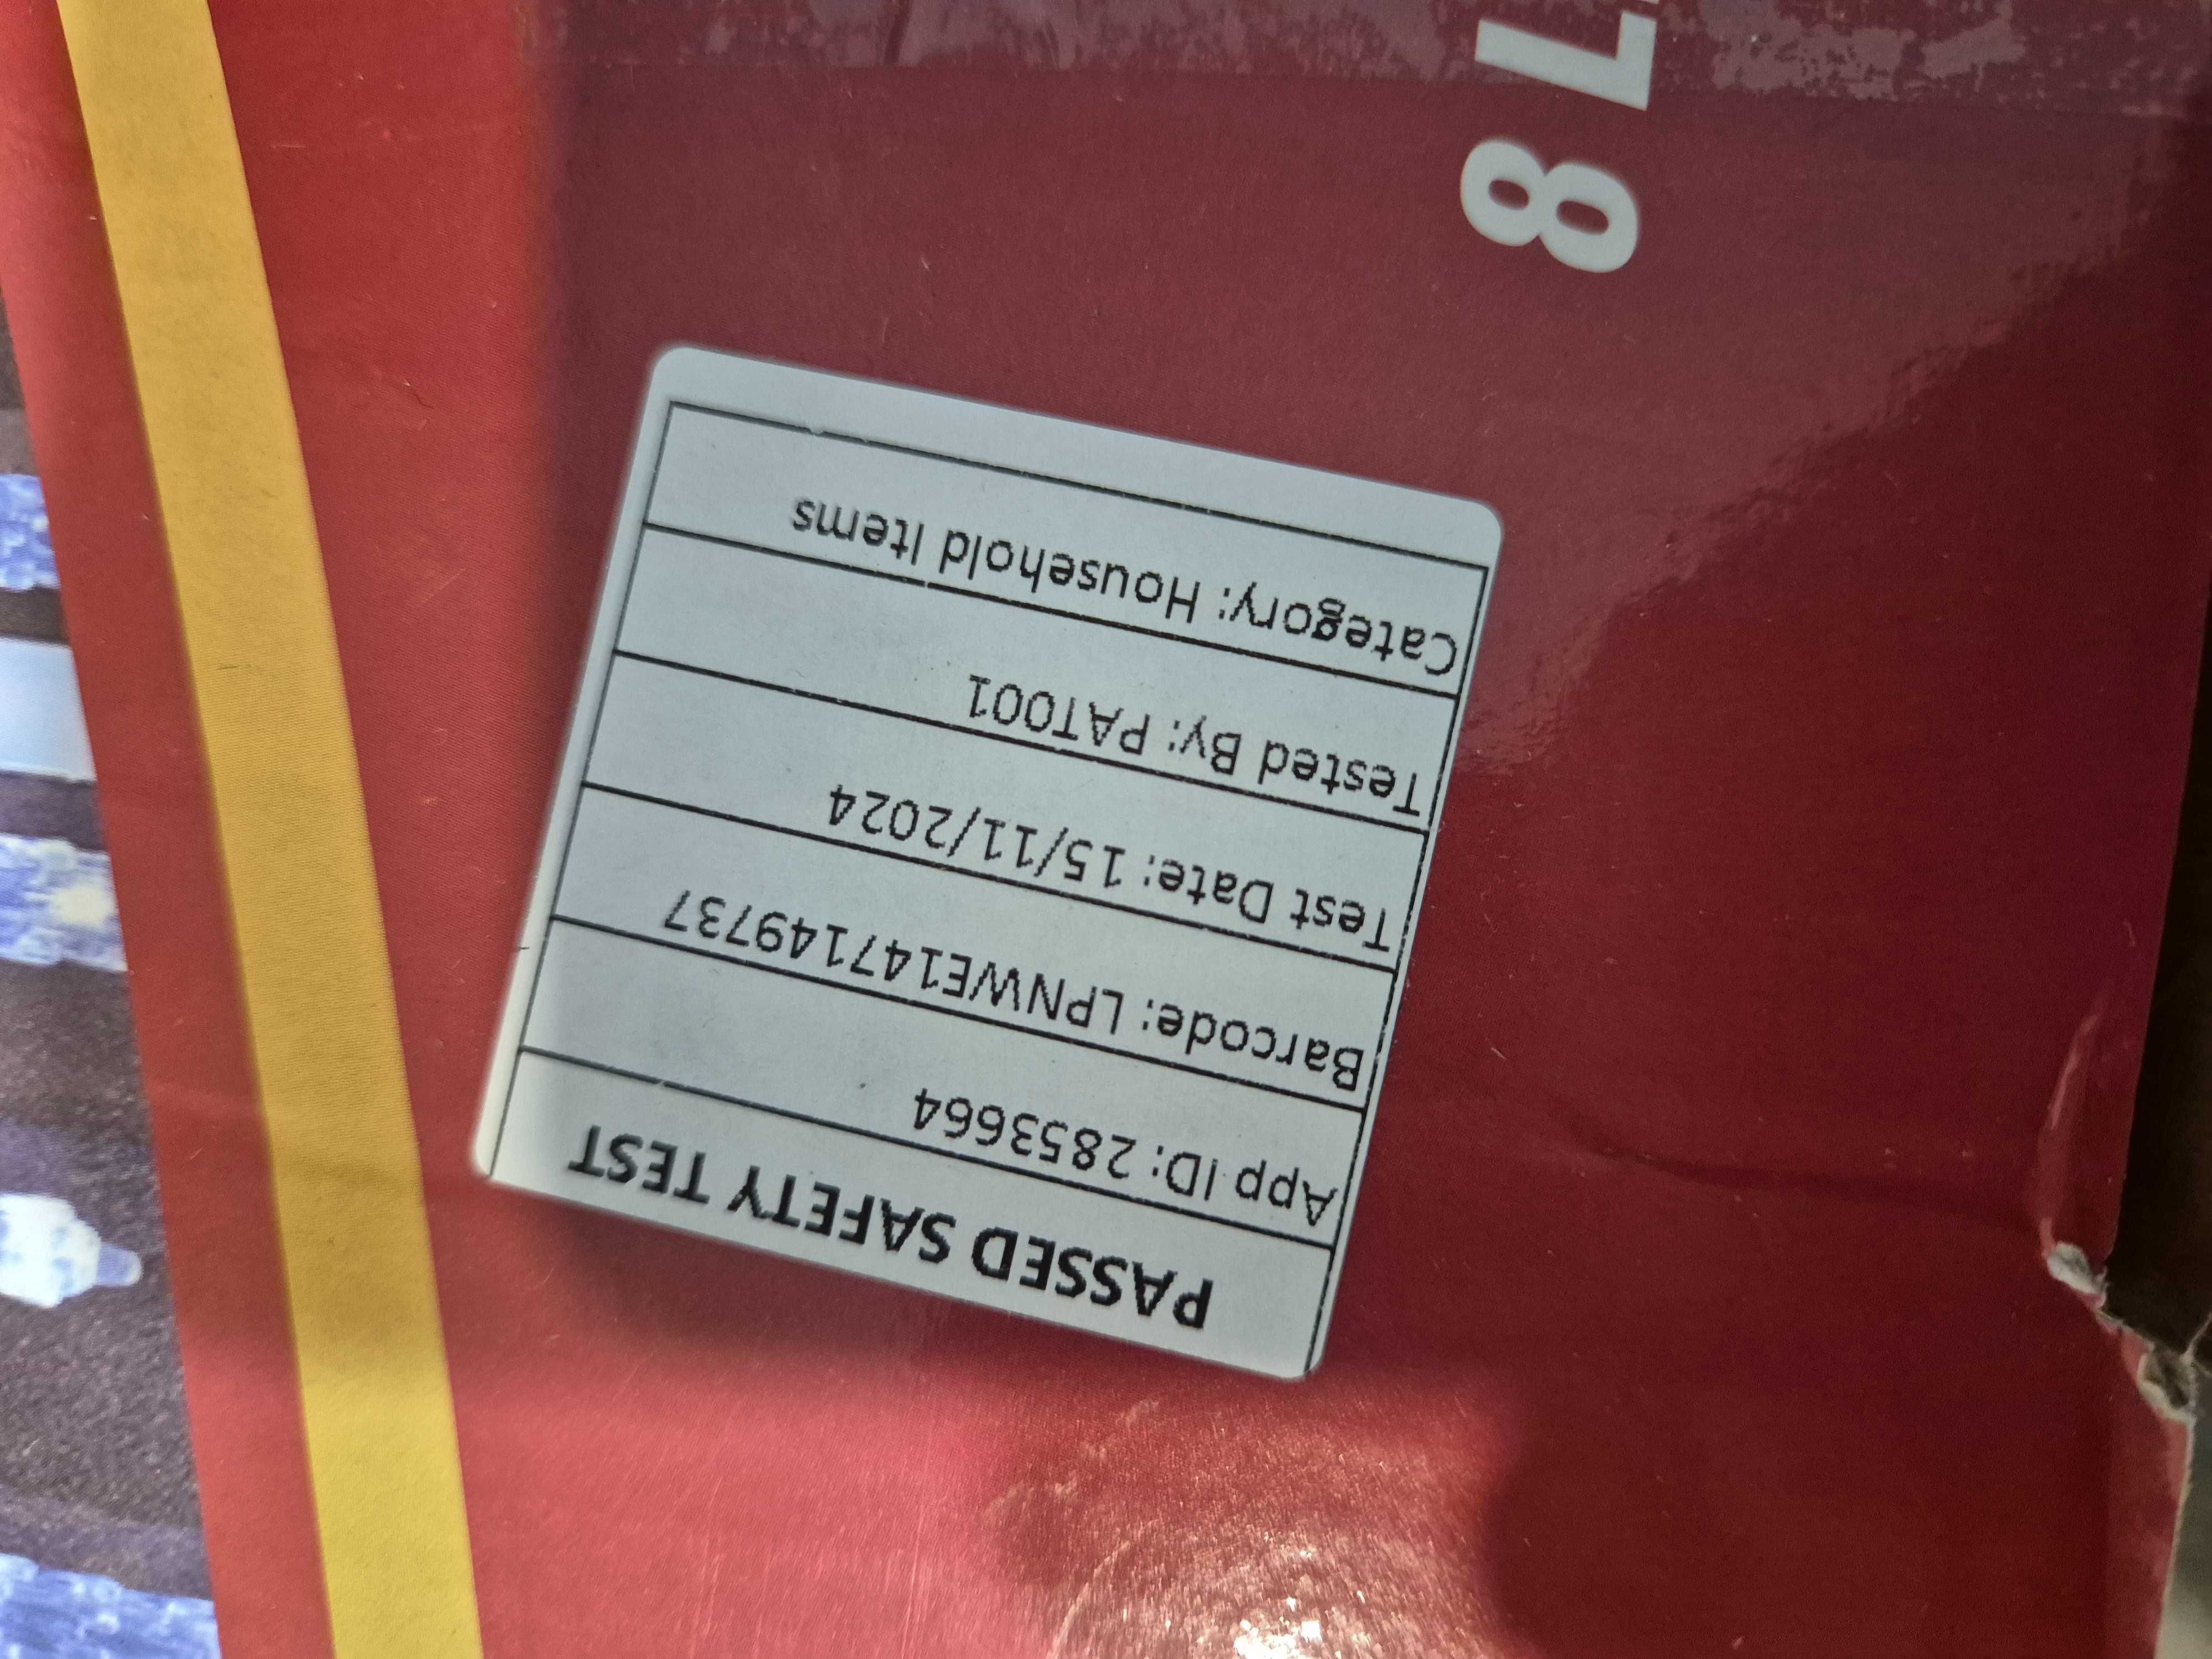 PASSED SAFETY TEST
App ID: 2853664
Barcode: LPNWE147149737
Test Date: 15/11/2024
Tested By: PAT001
Category: Household Items
78